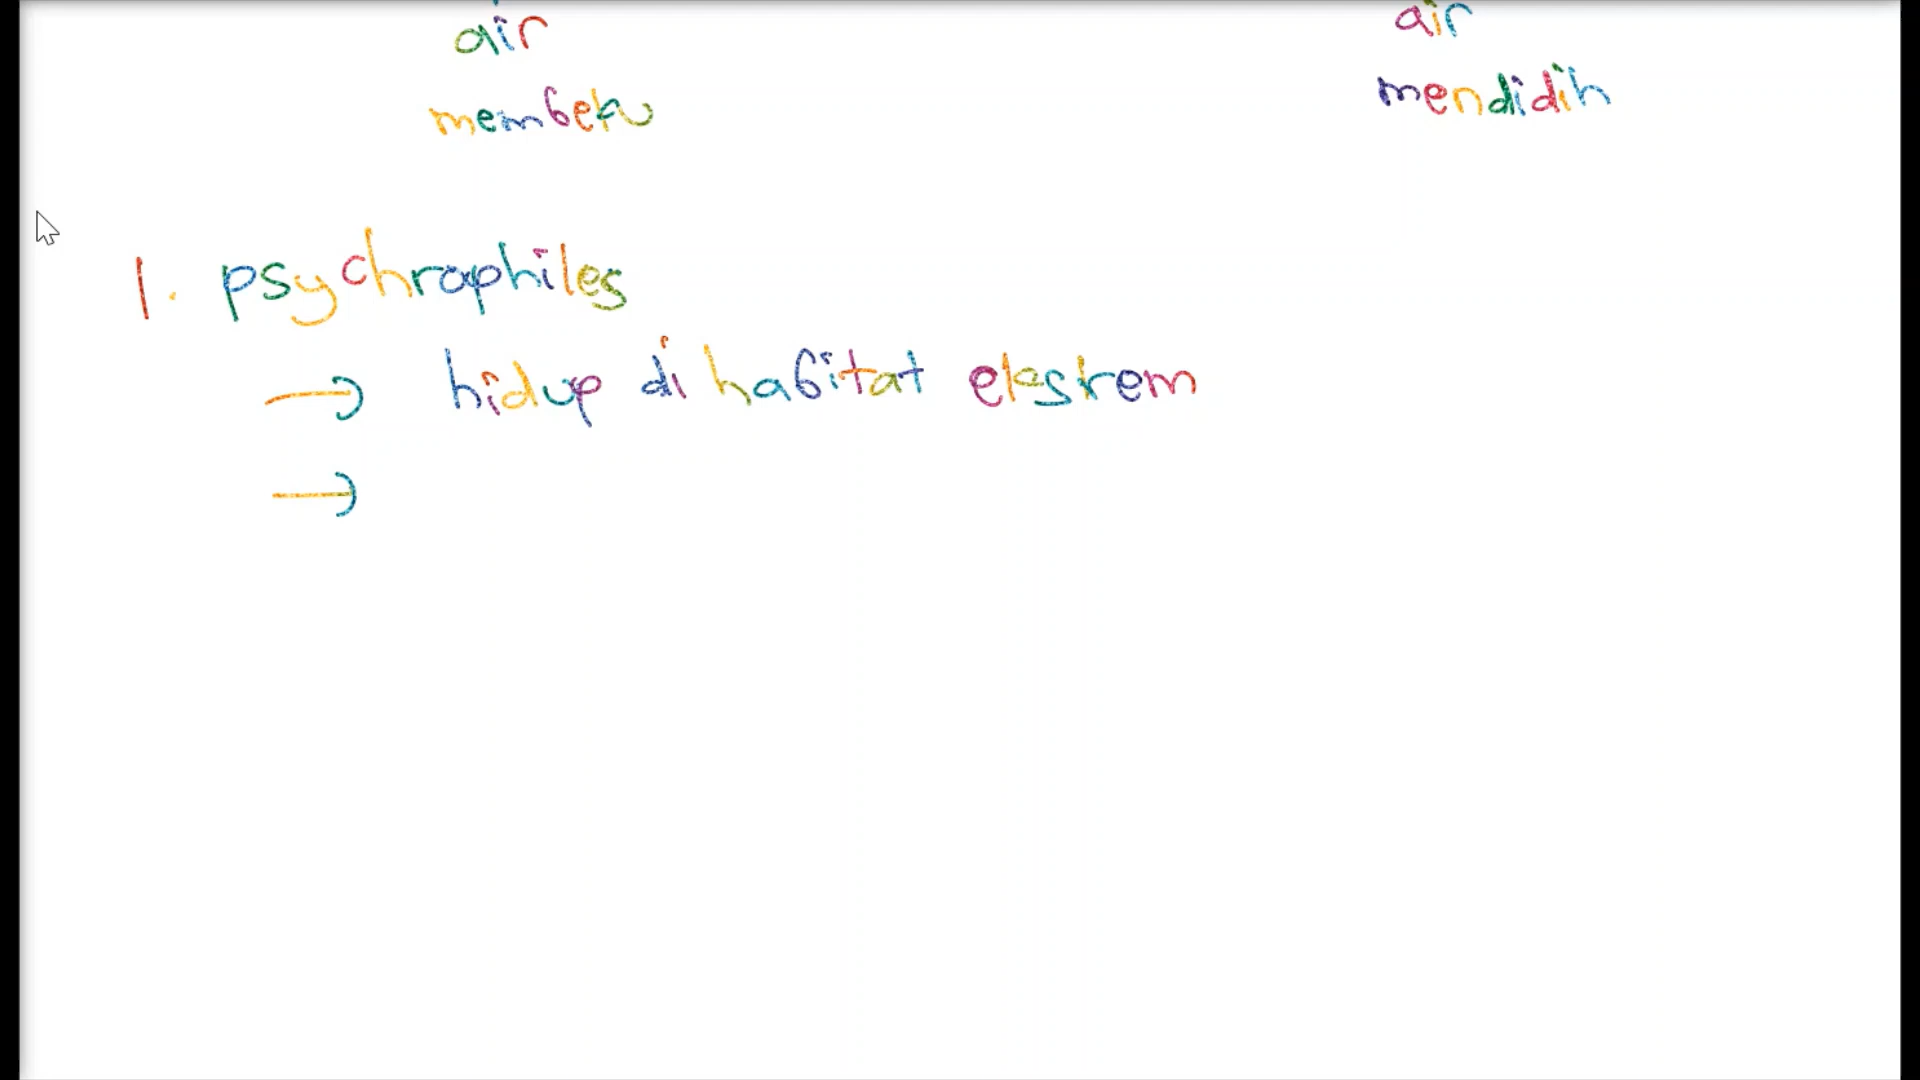 air air
membeku mendidih
1. psychrophiles
→ hidup di habitat ekstrem
→